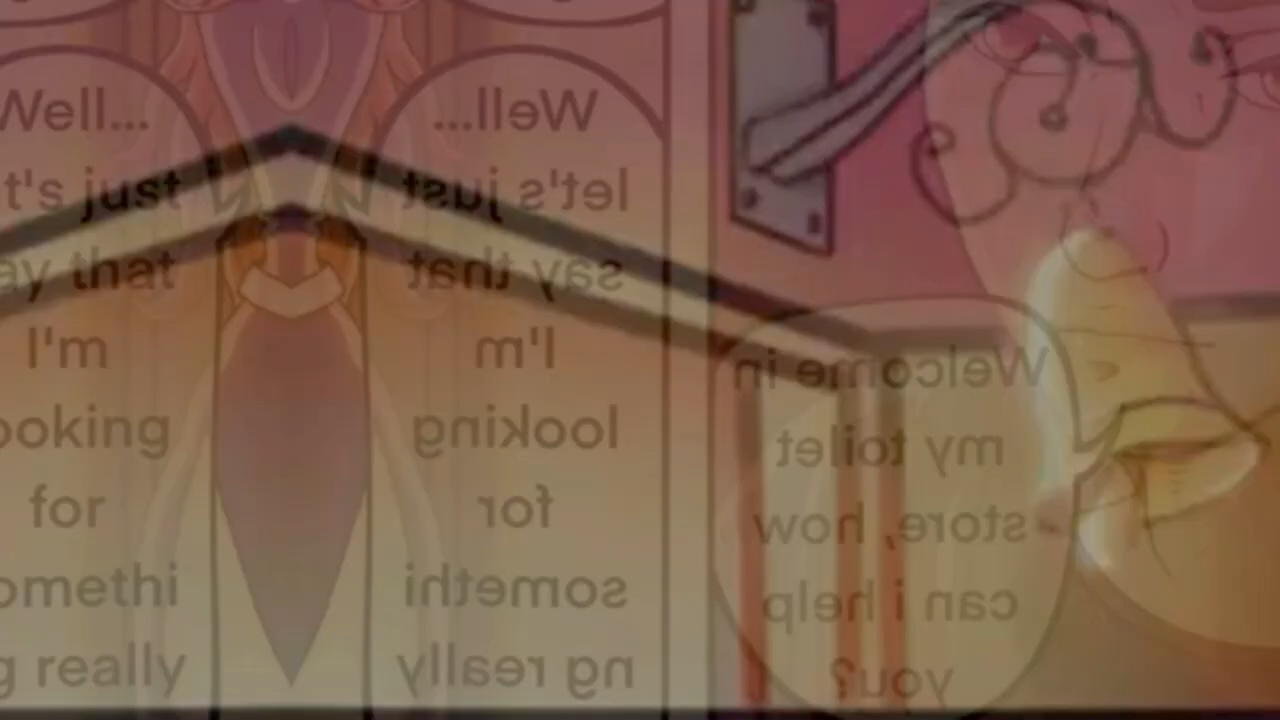 Well...
t's just
ay that
I'm
ooking
for
omethi
g really
Well...
let's just
say that
I'm
looking
for
somethi
ng really
Welcome in
my toilet
store, how
can i help
you?